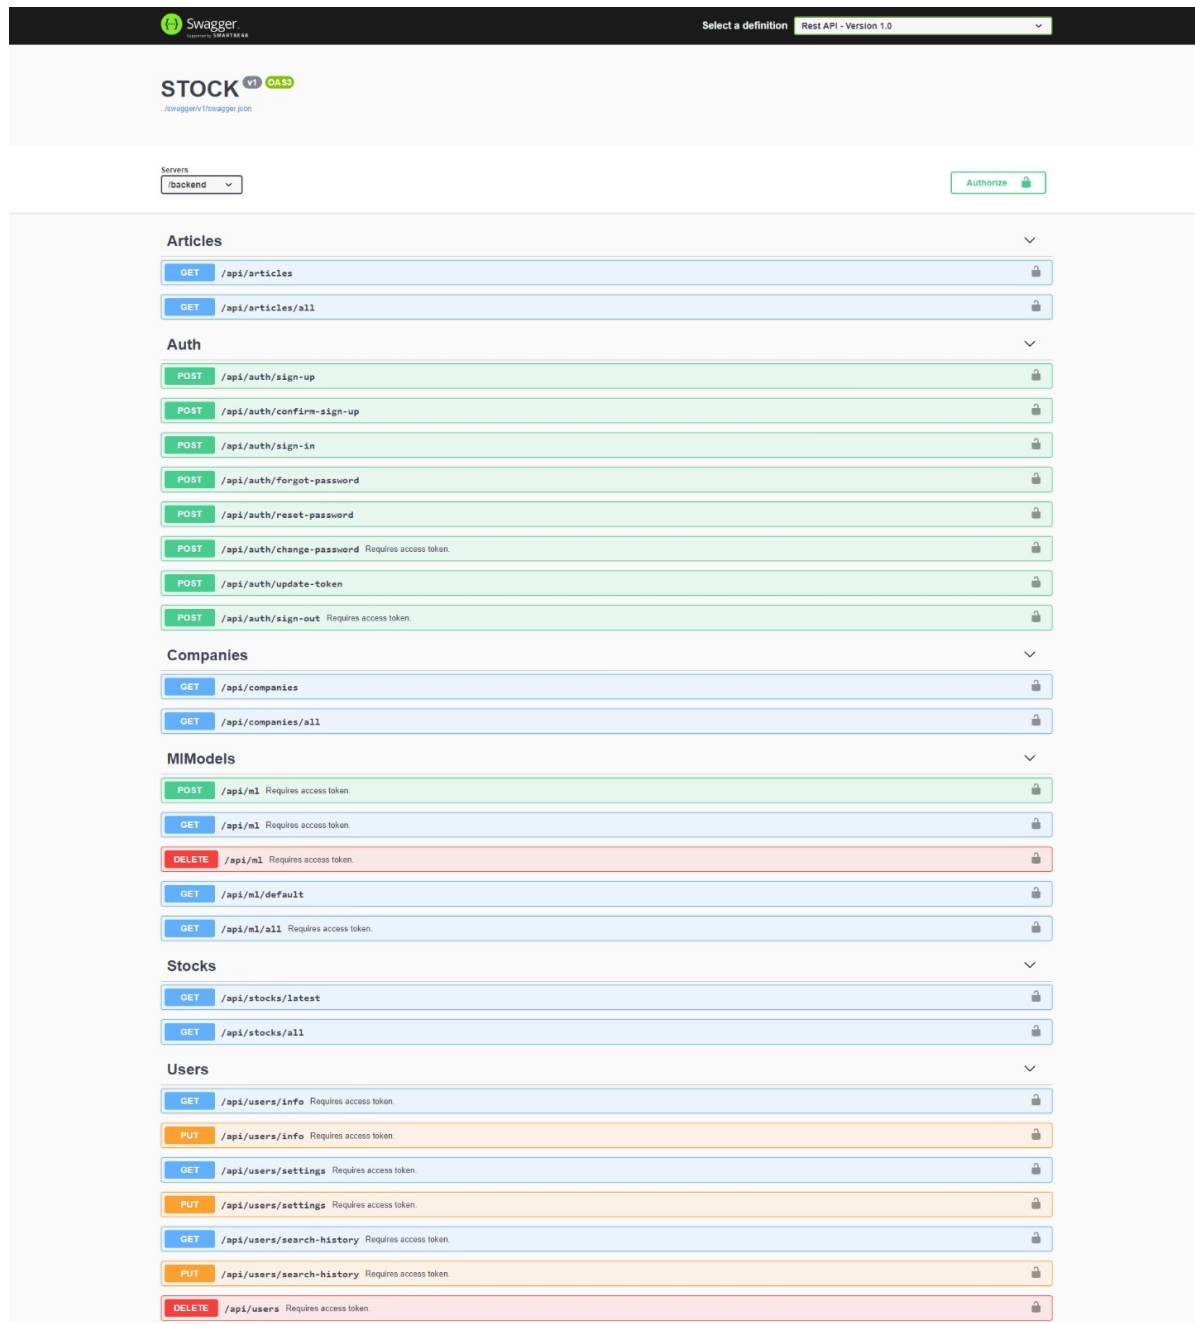 Swagger.
Supported by SMARTBEAR
Select a definition
Rest API - Version 1.0
STOCK v1 OAS3
../swagger/v1/swagger.json
Servers
/backend
Authorize
Articles
GET /api/articles
GET /api/articles/all
Auth
POST /api/auth/sign-up
POST /api/auth/confirm-sign-up
POST /api/auth/sign-in
POST /api/auth/forgot-password
POST /api/auth/reset-password
POST /api/auth/change-password Requires access token.
POST /api/auth/update-token
POST /api/auth/sign-out Requires access token.
Companies
GET /api/companies
GET /api/companies/all
MlModels
POST /api/ml Requires access token.
GET /api/ml Requires access token.
DELETE /api/ml Requires access token.
GET /api/ml/default
GET /api/ml/all Requires access token.
Stocks
GET /api/stocks/latest
GET /api/stocks/all
Users
GET /api/users/info Requires access token.
PUT /api/users/info Requires access token.
GET /api/users/settings Requires access token.
PUT /api/users/settings Requires access token.
GET /api/users/search-history Requires access token.
PUT /api/users/search-history Requires access token.
DELETE /api/users Requires access token.